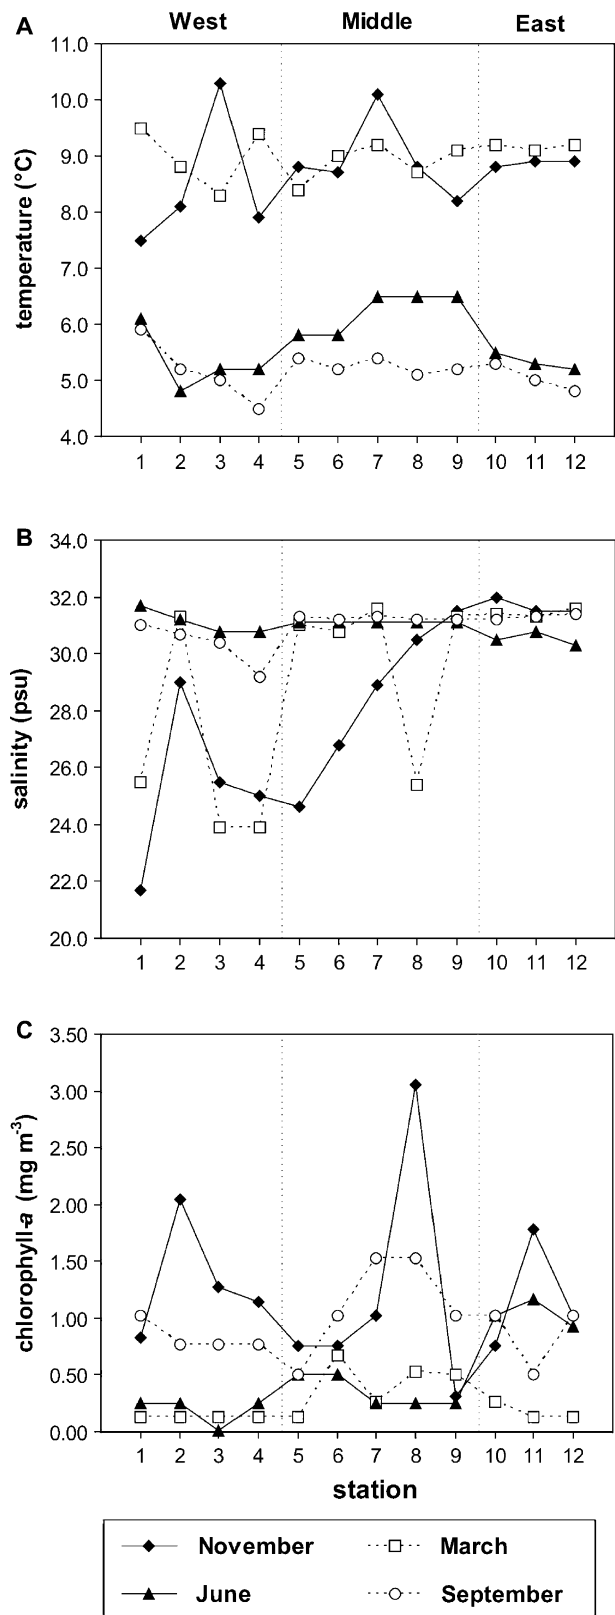 A West Middle East
11.0
10.0
9.0
8.0
7.0
6.0
5.0
4.0
temperature (°C)
1 2 3 4 5 6 7 8 9 10 11 12
B
34.0
32.0
30.0
28.0
26.0
24.0
22.0
20.0
salinity (psu)
1 2 3 4 5 6 7 8 9 10 11 12
C
3.50
3.00
2.50
2.00
1.50
1.00
0.50
0.00
chlorophyll-a (mg m-3)
1 2 3 4 5 6 7 8 9 10 11 12
station
November March
June September